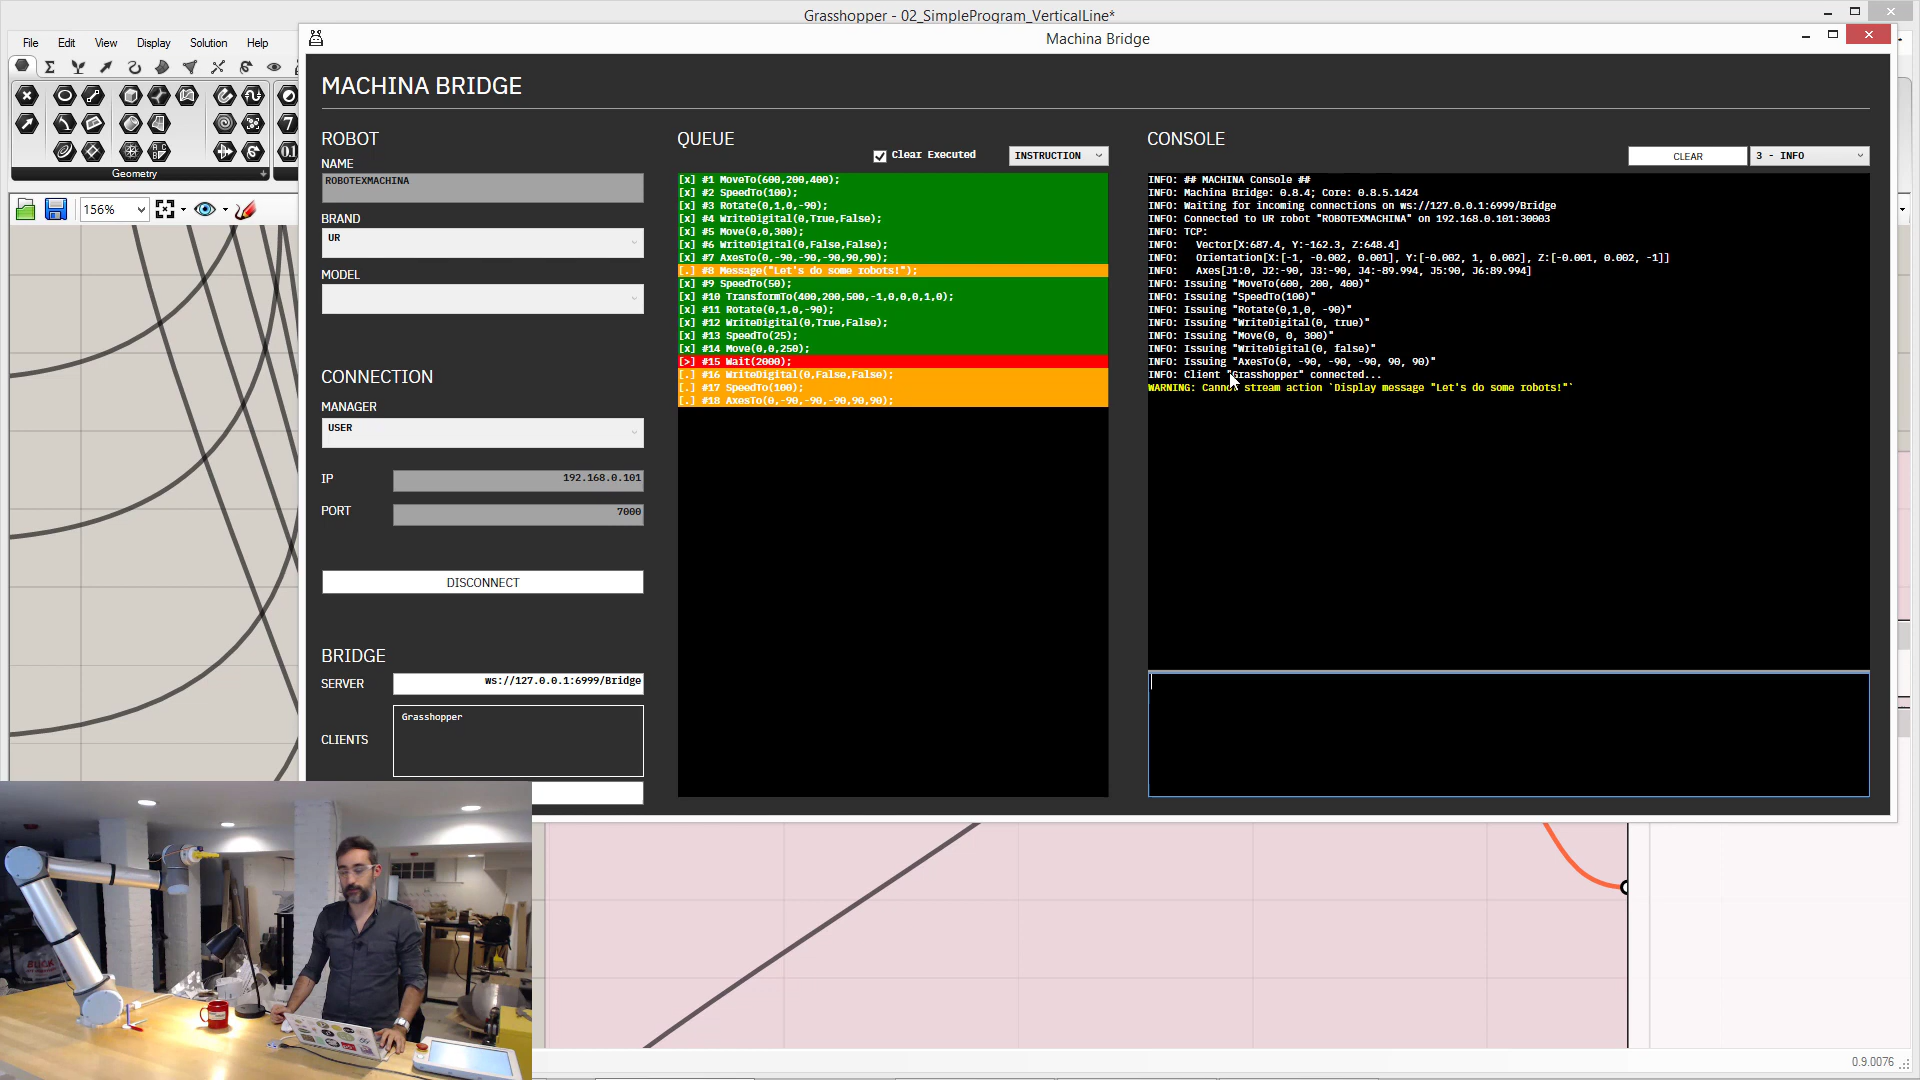 Grasshopper - 02_SimpleProgram_VerticalLine*
Machina Bridge
File Edit View Display Solution Help
Geometry
156%
MACHINA BRIDGE
ROBOT
NAME
ROBOTEXMACHINA
BRAND
UR
MODEL
CONNECTION
MANAGER
USER
IP
192.168.0.101
PORT
7000
DISCONNECT
BRIDGE
SERVER
ws://127.0.0.1:6999/Bridge
CLIENTS
Grasshopper
QUEUE
Clear Executed
INSTRUCTION
[x] #1 MoveTo(600,200,400);
[x] #2 SpeedTo(100);
[x] #3 Rotate(0,1,0,-90);
[x] #4 WriteDigital(0,True,False);
[x] #5 Move(0,0,300);
[x] #6 WriteDigital(0,False,False);
[x] #7 AxesTo(0,-90,-90,-90,90,90);
[.] #8 Message("Let's do some robots!");
[x] #9 SpeedTo(50);
[x] #10 TransformTo(400,200,500,-1,0,0,0,1,0);
[x] #11 Rotate(0,1,0,-90);
[x] #12 WriteDigital(0,True,False);
[x] #13 SpeedTo(25);
[x] #14 Move(0,0,250);
[>] #15 Wait(2000);
[.] #16 WriteDigital(0,False,False);
[.] #17 SpeedTo(100);
[.] #18 AxesTo(0,-90,-90,-90,90,90);
CONSOLE
CLEAR
3 - INFO
INFO: ## MACHINA Console ##
INFO: Machina Bridge: 0.8.4; Core: 0.8.5.1424
INFO: Waiting for incoming connections on ws://127.0.0.1:6999/Bridge
INFO: Connected to UR robot "ROBOTEXMACHINA" on 192.168.0.101:30003
INFO: TCP:
INFO: Vector[X:687.4, Y:-162.3, Z:648.4]
INFO: Orientation[X:[-1, -0.002, 0.001], Y:[-0.002, 1, 0.002], Z:[-0.001, 0.002, -1]]
INFO: Axes[J1:0, J2:-90, J3:-90, J4:-89.994, J5:90, J6:89.994]
INFO: Issuing "MoveTo(600, 200, 400)"
INFO: Issuing "SpeedTo(100)"
INFO: Issuing "Rotate(0,1,0, -90)"
INFO: Issuing "WriteDigital(0, true)"
INFO: Issuing "Move(0, 0, 300)"
INFO: Issuing "WriteDigital(0, false)"
INFO: Issuing "AxesTo(0, -90, -90, -90, 90, 90)"
INFO: Client "Grasshopper" connected...
WARNING: Cannot stream action `Display message "Let's do some robots!"`
0.9.0076